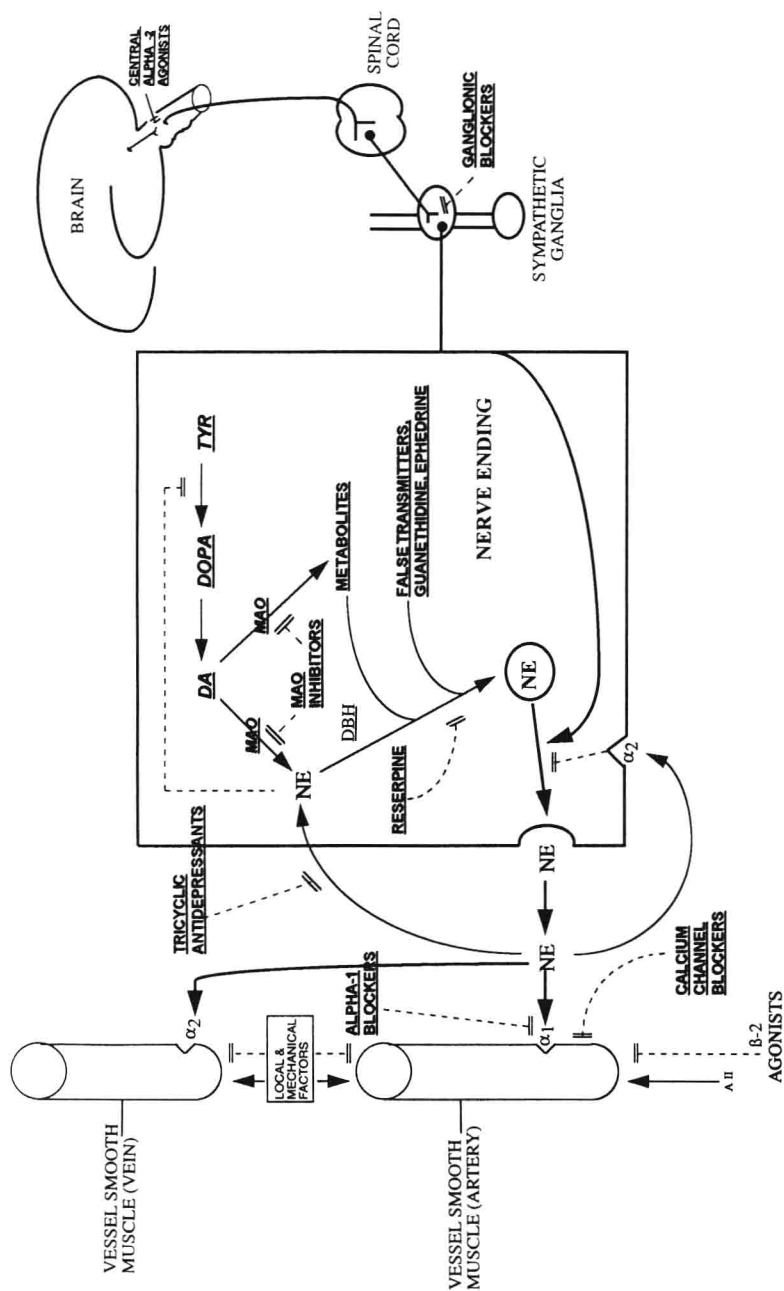 BRAIN
CENTRAL
ALPHA -2
AGONISTS
SPINAL
CORD
GANGLIONIC
BLOCKERS
SYMPATHETIC
GANGLIA
TYR
DOPA
DA
MAO
MAO
MAO
INHIBITORS
METABOLITES
NE
DBH
FALSE TRANSMITTERS,
GUANETHIDINE, EPHEDRINE
RESERPINE
NE
NERVE ENDING
α2
TRICYCLIC
ANTIDEPRESSANTS
NE
NE
α2
VESSEL SMOOTH
MUSCLE (VEIN)
LOCAL &
MECHANICAL
FACTORS
ALPHA-1
BLOCKERS
α1
CALCIUM
CHANNEL
BLOCKERS
VESSEL SMOOTH
MUSCLE (ARTERY)
A II
ß-2
AGONISTS